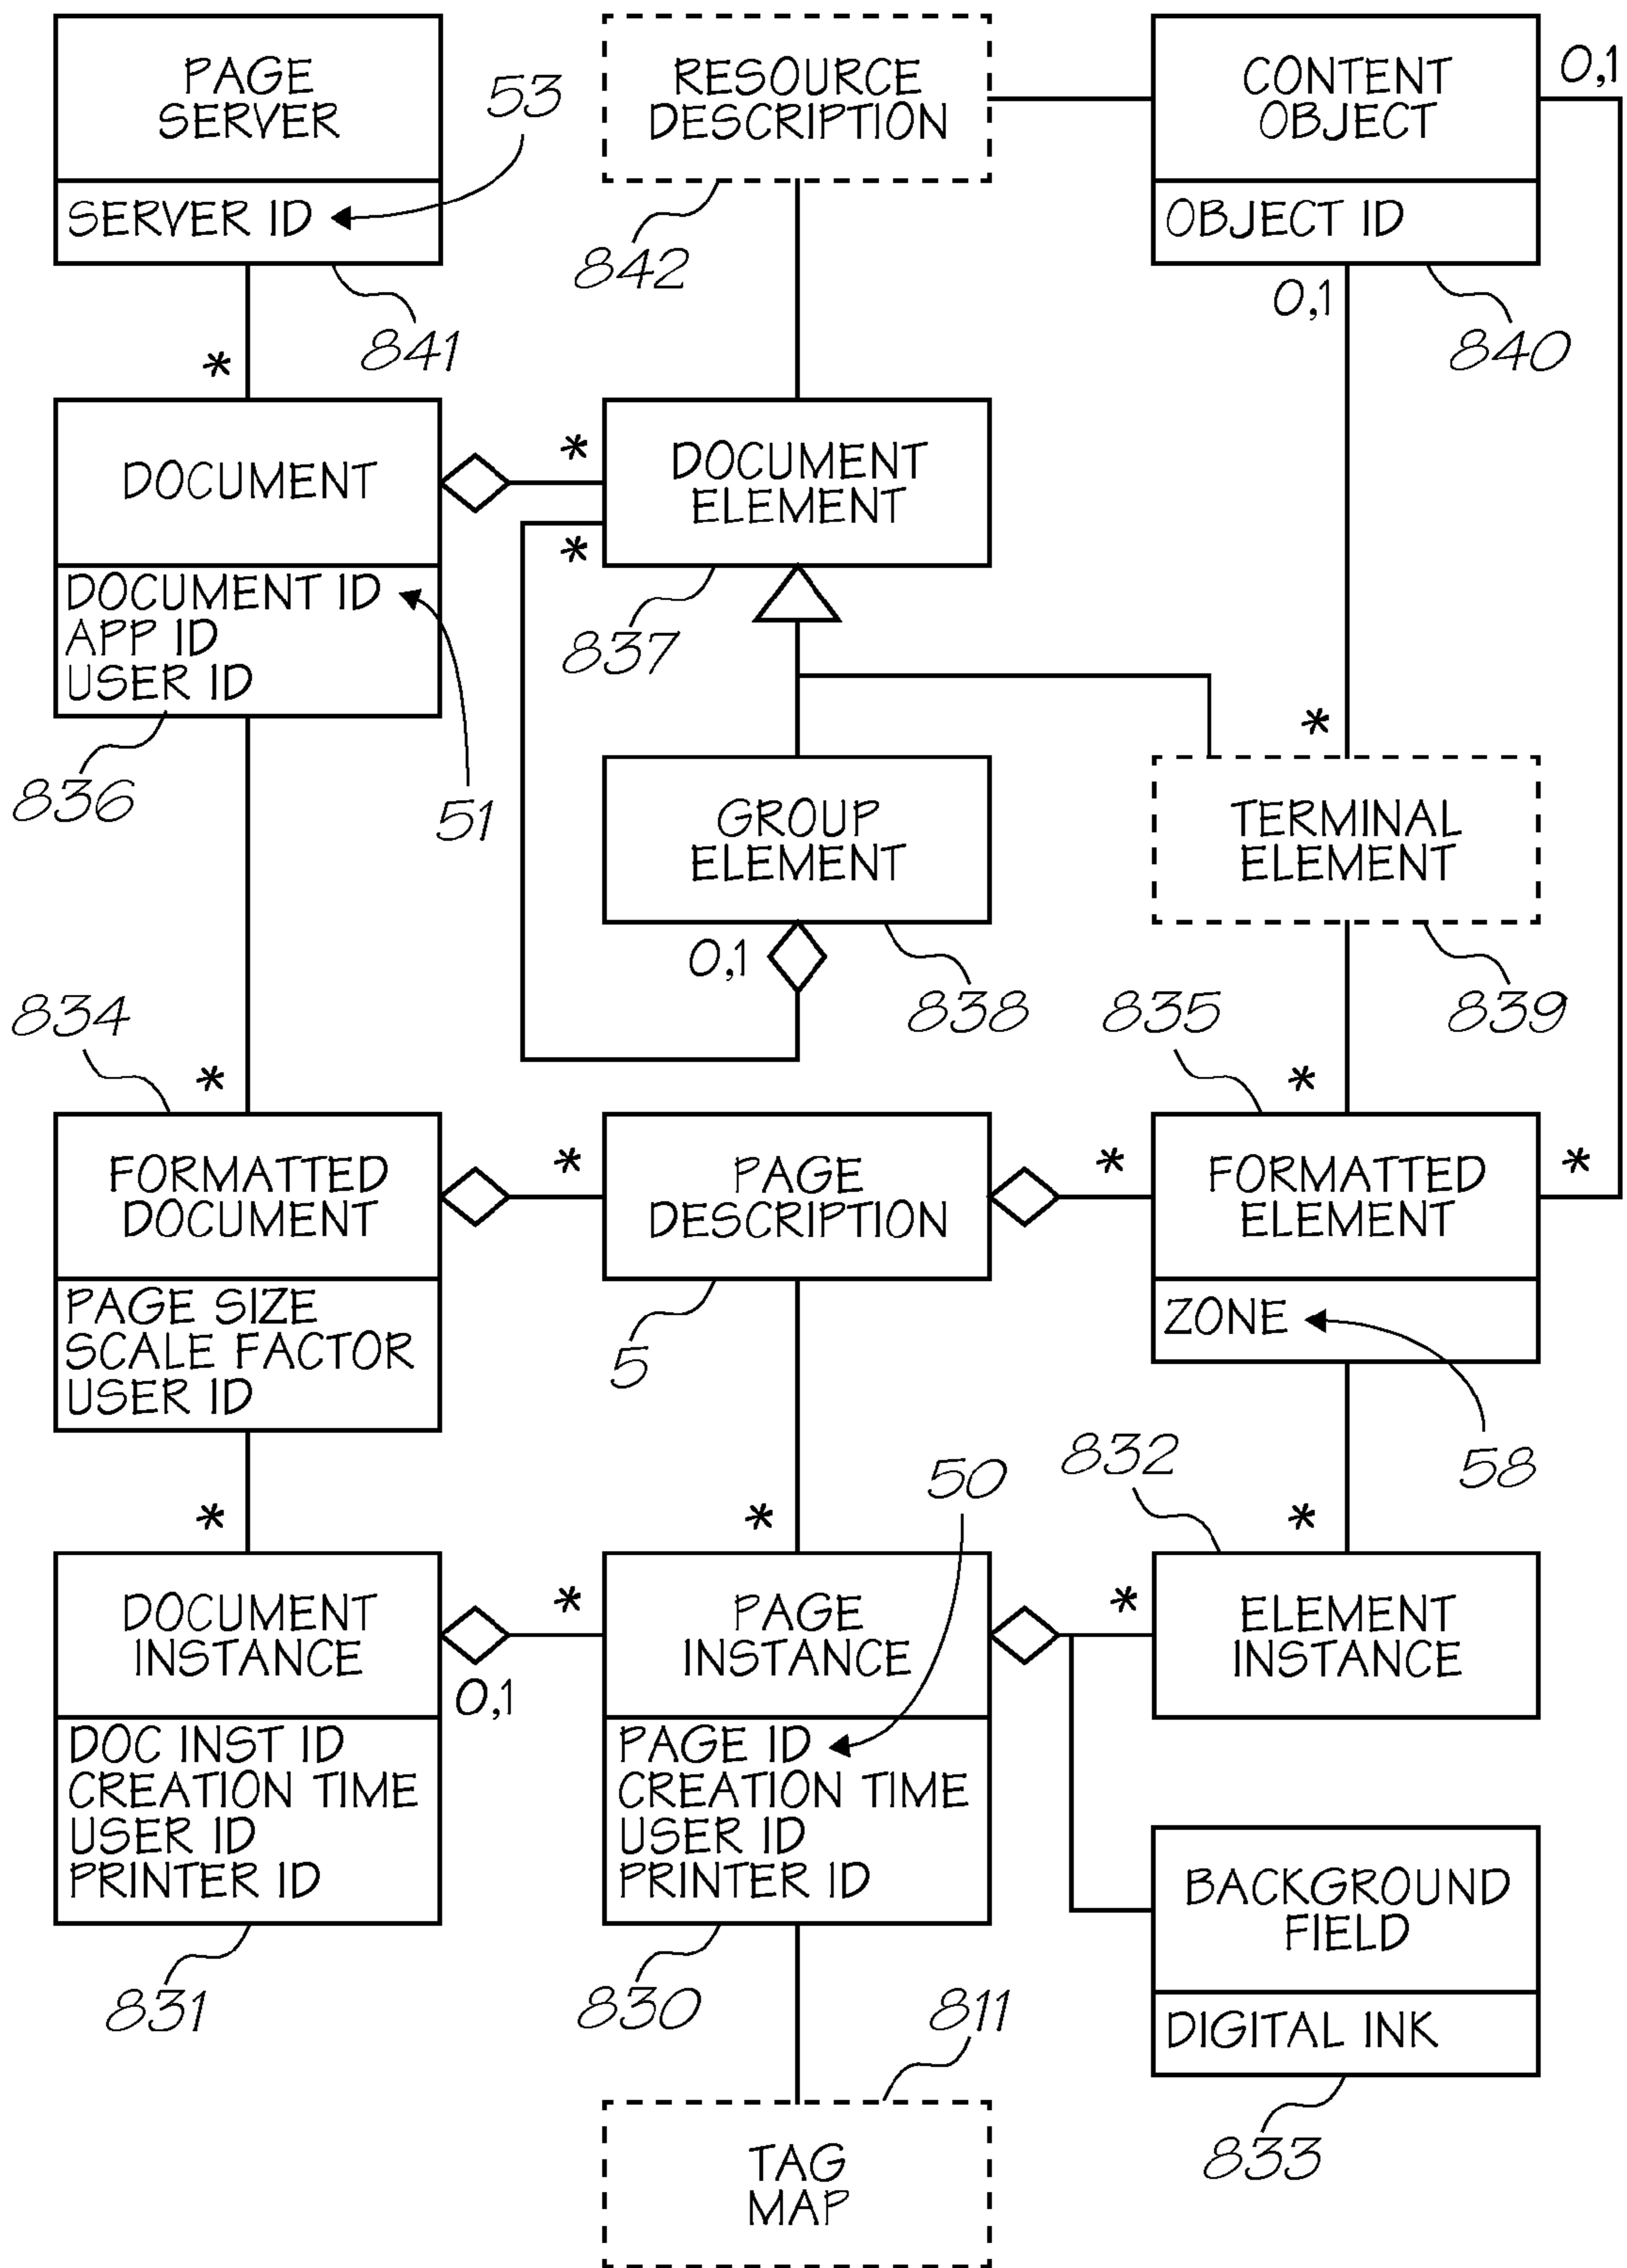 PAGE
SERVER
SERVER ID
53
841
RESOURCE
DESCRIPTION
842
CONTENT
OBJECT
OBJECT ID
0,1
0,1
840
*
DOCUMENT
DOCUMENT ID
APP ID
USER ID
836
51
*
*
DOCUMENT
ELEMENT
837
GROUP
ELEMENT
0,1
838
*
TERMINAL
ELEMENT
839
834
*
FORMATTED
DOCUMENT
PAGE SIZE
SCALE FACTOR
USER ID
*
PAGE
DESCRIPTION
5
835
*
*
*
FORMATTED
ELEMENT
ZONE
58
*
DOCUMENT
INSTANCE
DOC INST ID
CREATION TIME
USER ID
PRINTER ID
831
0,1
*
*
50
PAGE
INSTANCE
PAGE ID
CREATION TIME
USER ID
PRINTER ID
830
832
*
*
ELEMENT
INSTANCE
BACKGROUND
FIELD
DIGITAL INK
833
811
TAG
MAP